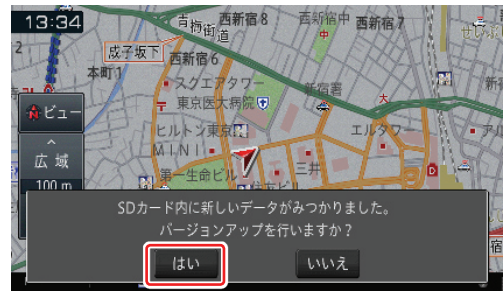 13:34
青梅街道
西新宿8
西新宿中
西新宿7
2
成子坂下
西新宿6
本町1
スクエアタワー
新宿署
東京医大病院
ビュー
ヒルトン東京
エルタワー
MINI
広域
三井
第一生命ビル
100m
SDカード内に新しいデータがみつかりました。
バージョンアップを行いますか？
はい
いいえ